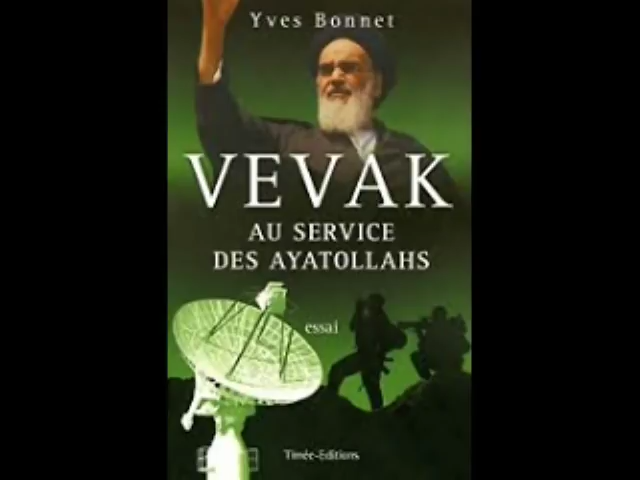 Yves Bonnet
VEVAK
AU SERVICE
DES AYATOLLAHS
essai
Timée-Editions